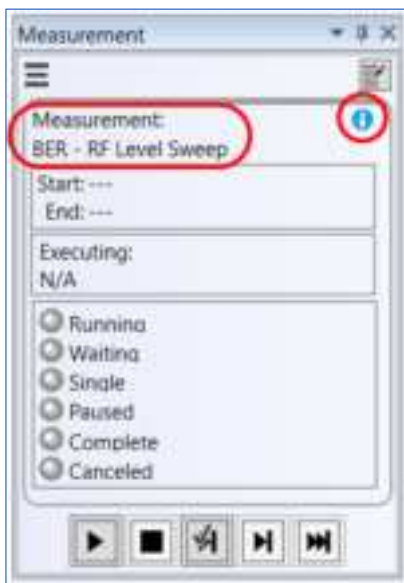 Measurement
Measurement:
BER - RF Level Sweep
Start: ---
End: ---
Executing:
N/A
Running
Waiting
Single
Paused
Complete
Canceled